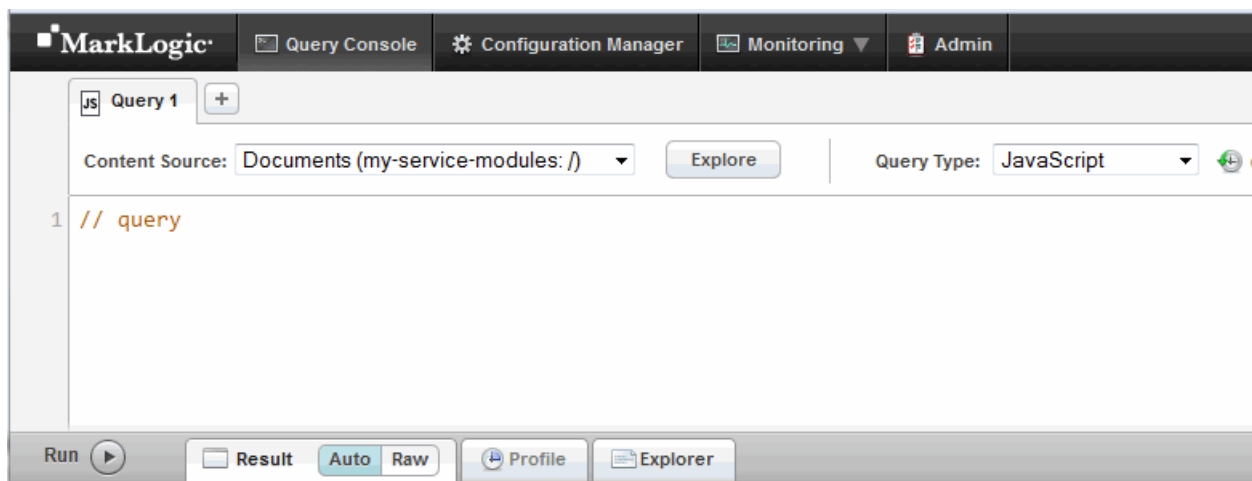 MarkLogic Query Console Configuration Manager Monitoring Admin
JS Query 1 +
Content Source: Documents (my-service-modules: /) Explore Query Type: JavaScript
1 // query
Run Result Auto Raw Profile Explorer